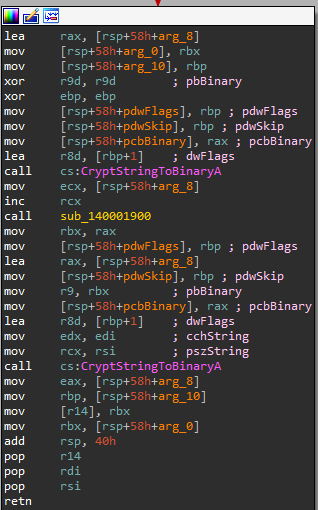 lea rax, [rsp+58h+arg_8]
mov [rsp+58h+arg_0], rbx
mov [rsp+58h+arg_10], rbp
xor r9d, r9d ; pbBinary
xor ebp, ebp
mov [rsp+58h+pdwFlags], rbp ; pdwFlags
mov [rsp+58h+pdwSkip], rbp ; pdwSkip
mov [rsp+58h+pcbBinary], rax ; pcbBinary
lea r8d, [rbp+1] ; dwFlags
call cs:CryptStringToBinaryA
mov ecx, [rsp+58h+arg_8]
inc rcx
call sub_140001900
mov rbx, rax
mov [rsp+58h+pdwFlags], rbp ; pdwFlags
lea rax, [rsp+58h+arg_8]
mov [rsp+58h+pdwSkip], rbp ; pdwSkip
mov r9, rbx ; pbBinary
mov [rsp+58h+pcbBinary], rax ; pcbBinary
lea r8d, [rbp+1] ; dwFlags
mov edx, edi ; cchString
mov rcx, rsi ; pszString
call cs:CryptStringToBinaryA
mov eax, [rsp+58h+arg_8]
mov rbp, [rsp+58h+arg_10]
mov [r14], rbx
mov rbx, [rsp+58h+arg_0]
add rsp, 40h
pop r14
pop rdi
pop rsi
retn